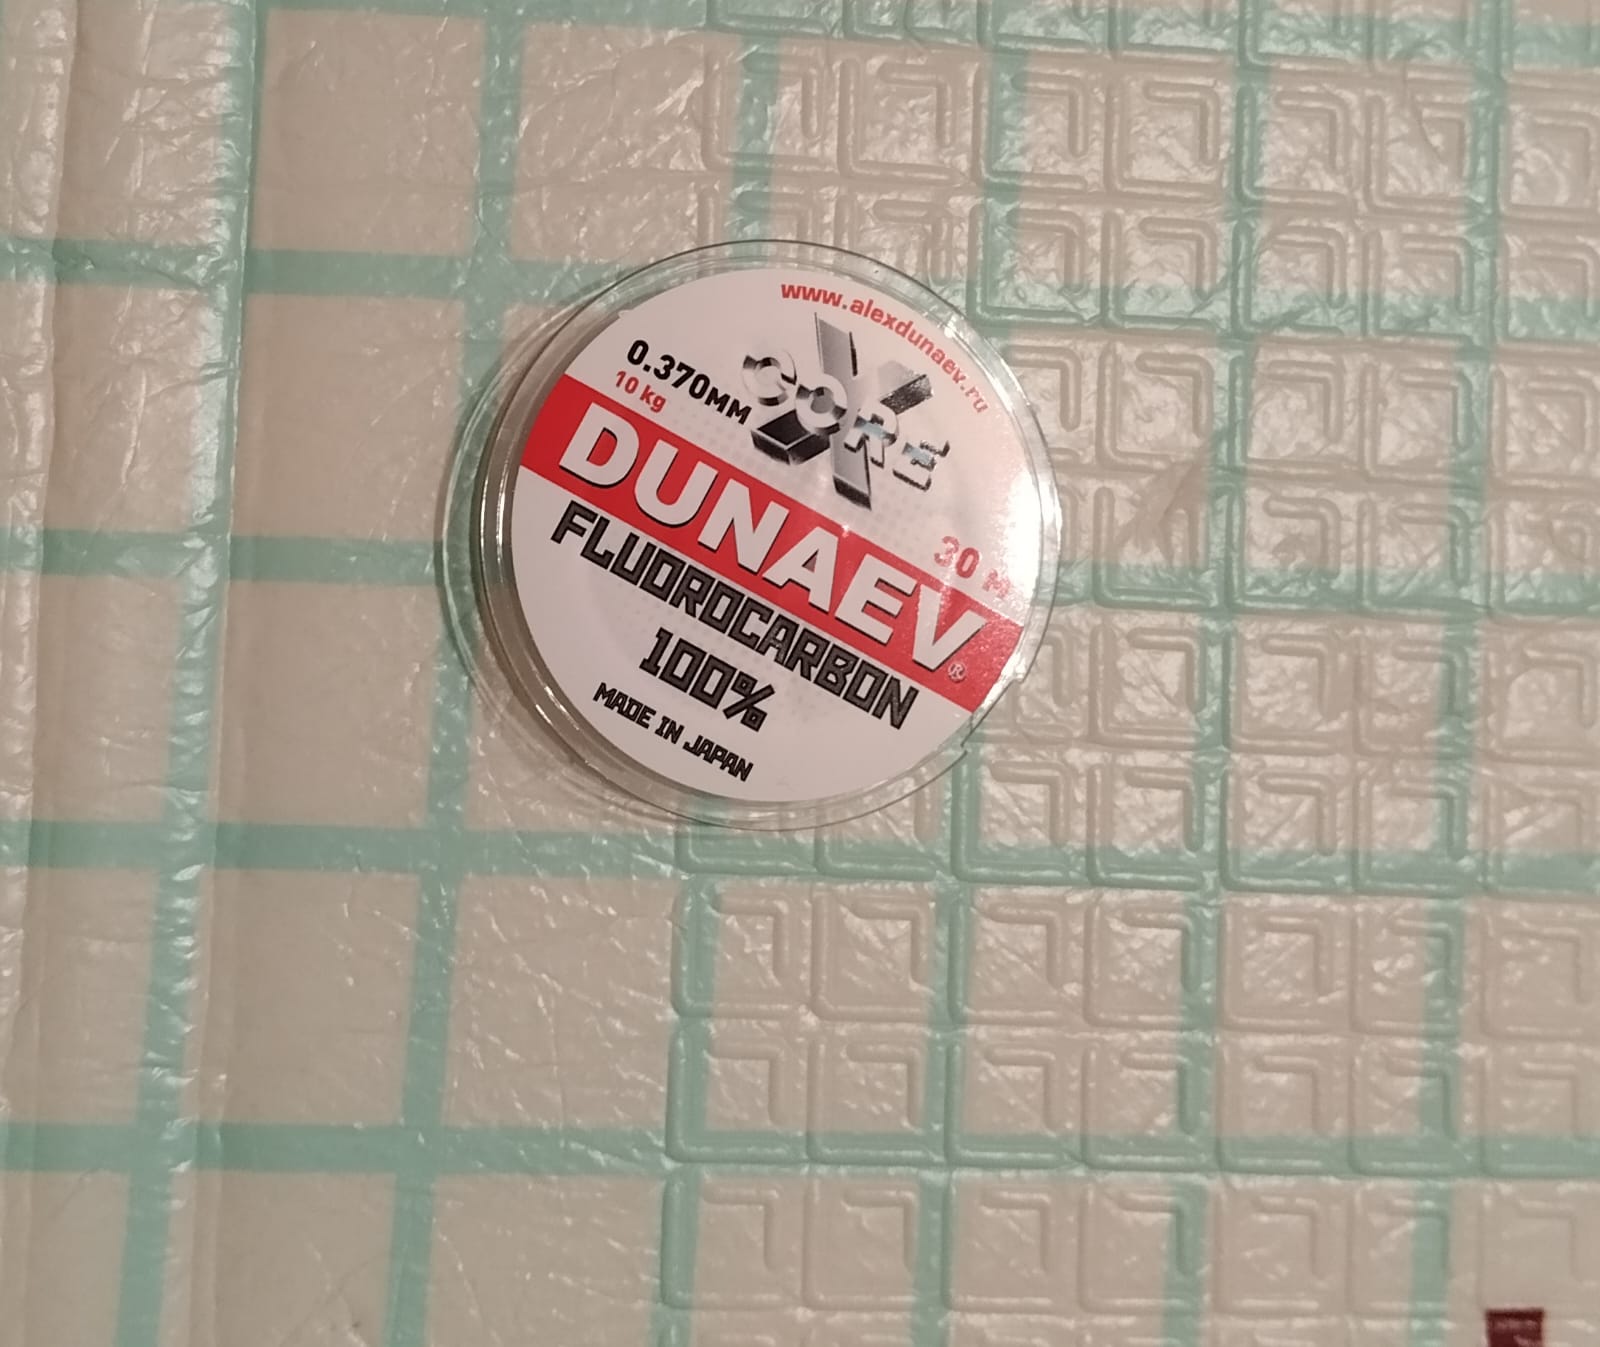 www.alexdunaev.ru
X CORE
0.370мм
10 kg
30 м
DUNAEV®
FLUOROCARBON
100%
MADE IN JAPAN